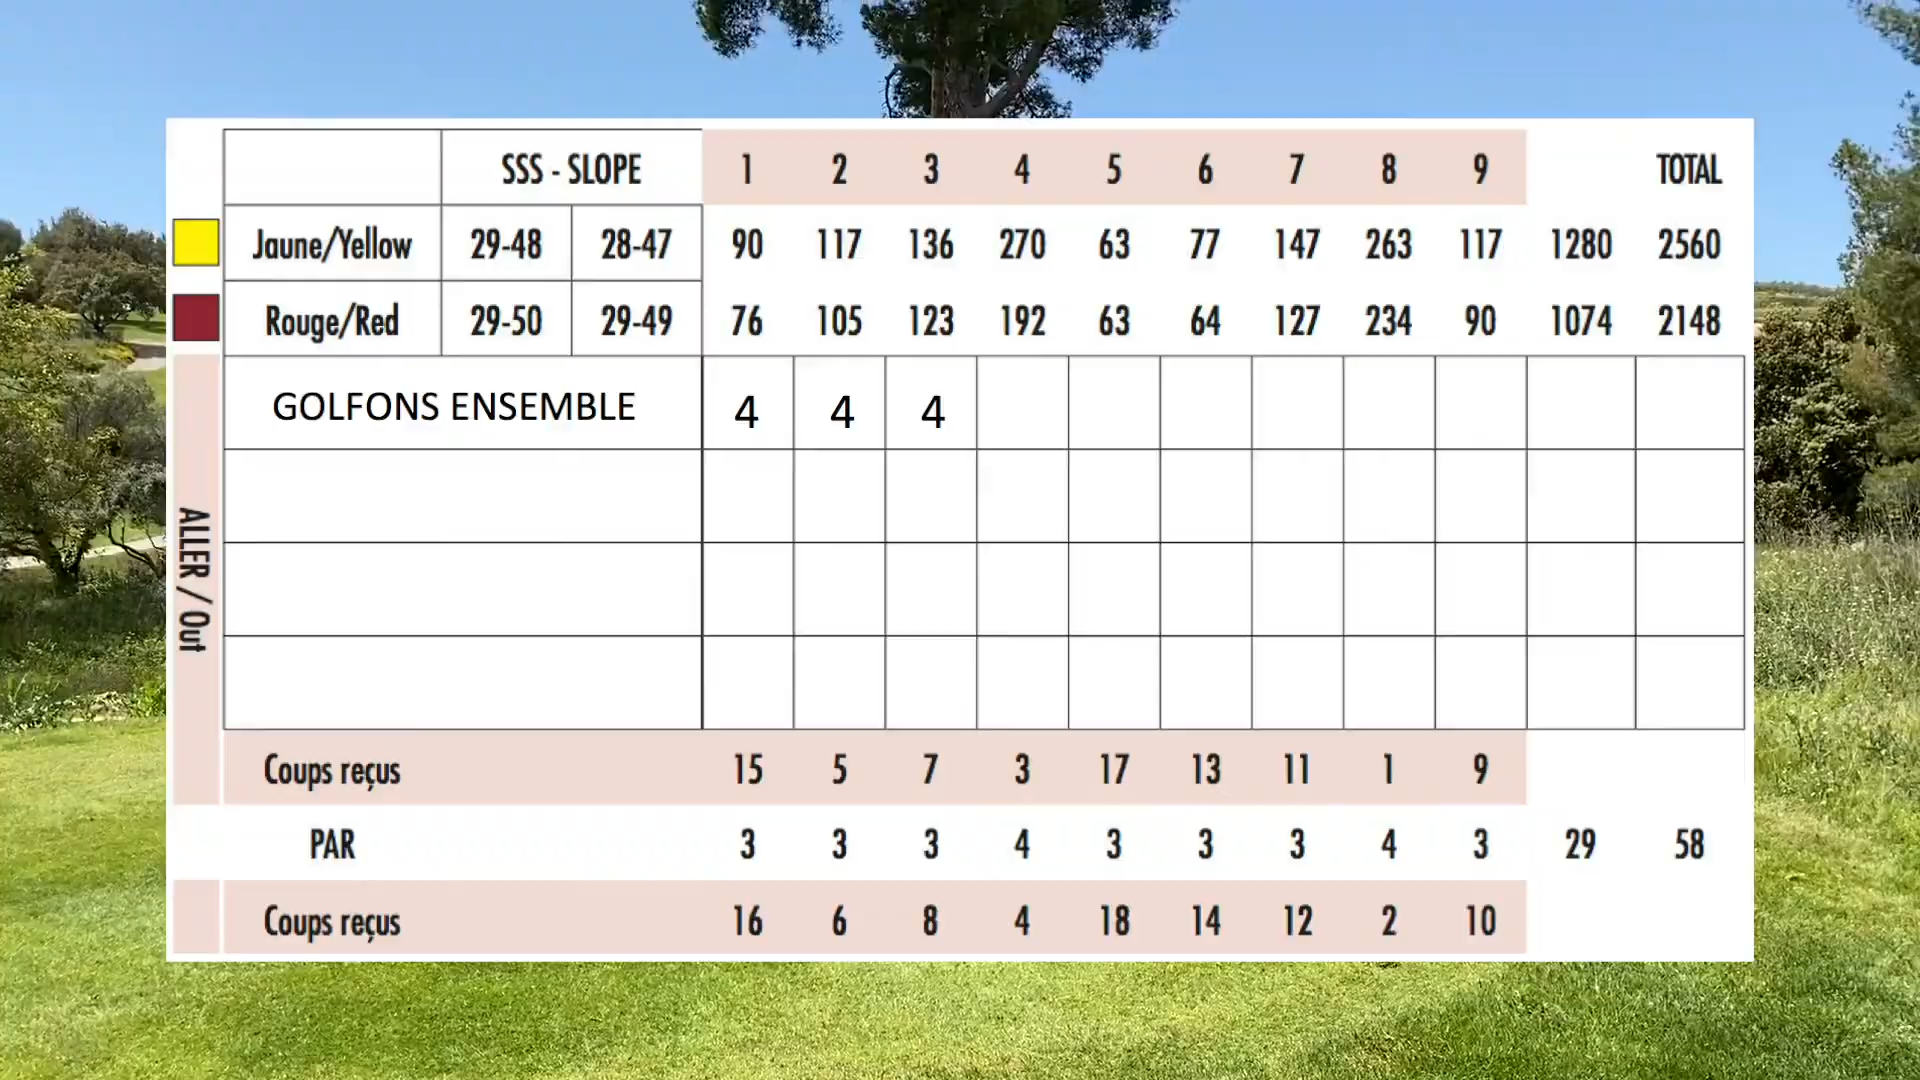 SSS - SLOPE 1 2 3 4 5 6 7 8 9 TOTAL
Jaune/Yellow 29-48 28-47 90 117 136 270 63 77 147 263 117 1280 2560
Rouge/Red 29-50 29-49 76 105 123 192 63 64 127 234 90 1074 2148
GOLFONS ENSEMBLE 4 4 4
ALLER / Out
Coups reçus 15 5 7 3 17 13 11 1 9
PAR 3 3 3 4 3 3 3 4 3 29 58
Coups reçus 16 6 8 4 18 14 12 2 10